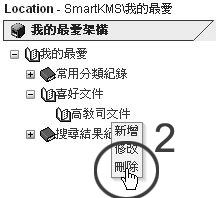 Location - SmartKMS\我的最愛
我的最愛架構
我的最愛
常用分類紀錄
喜好文件
高教司文件
搜尋結果紀
新增
修改
刪除
2